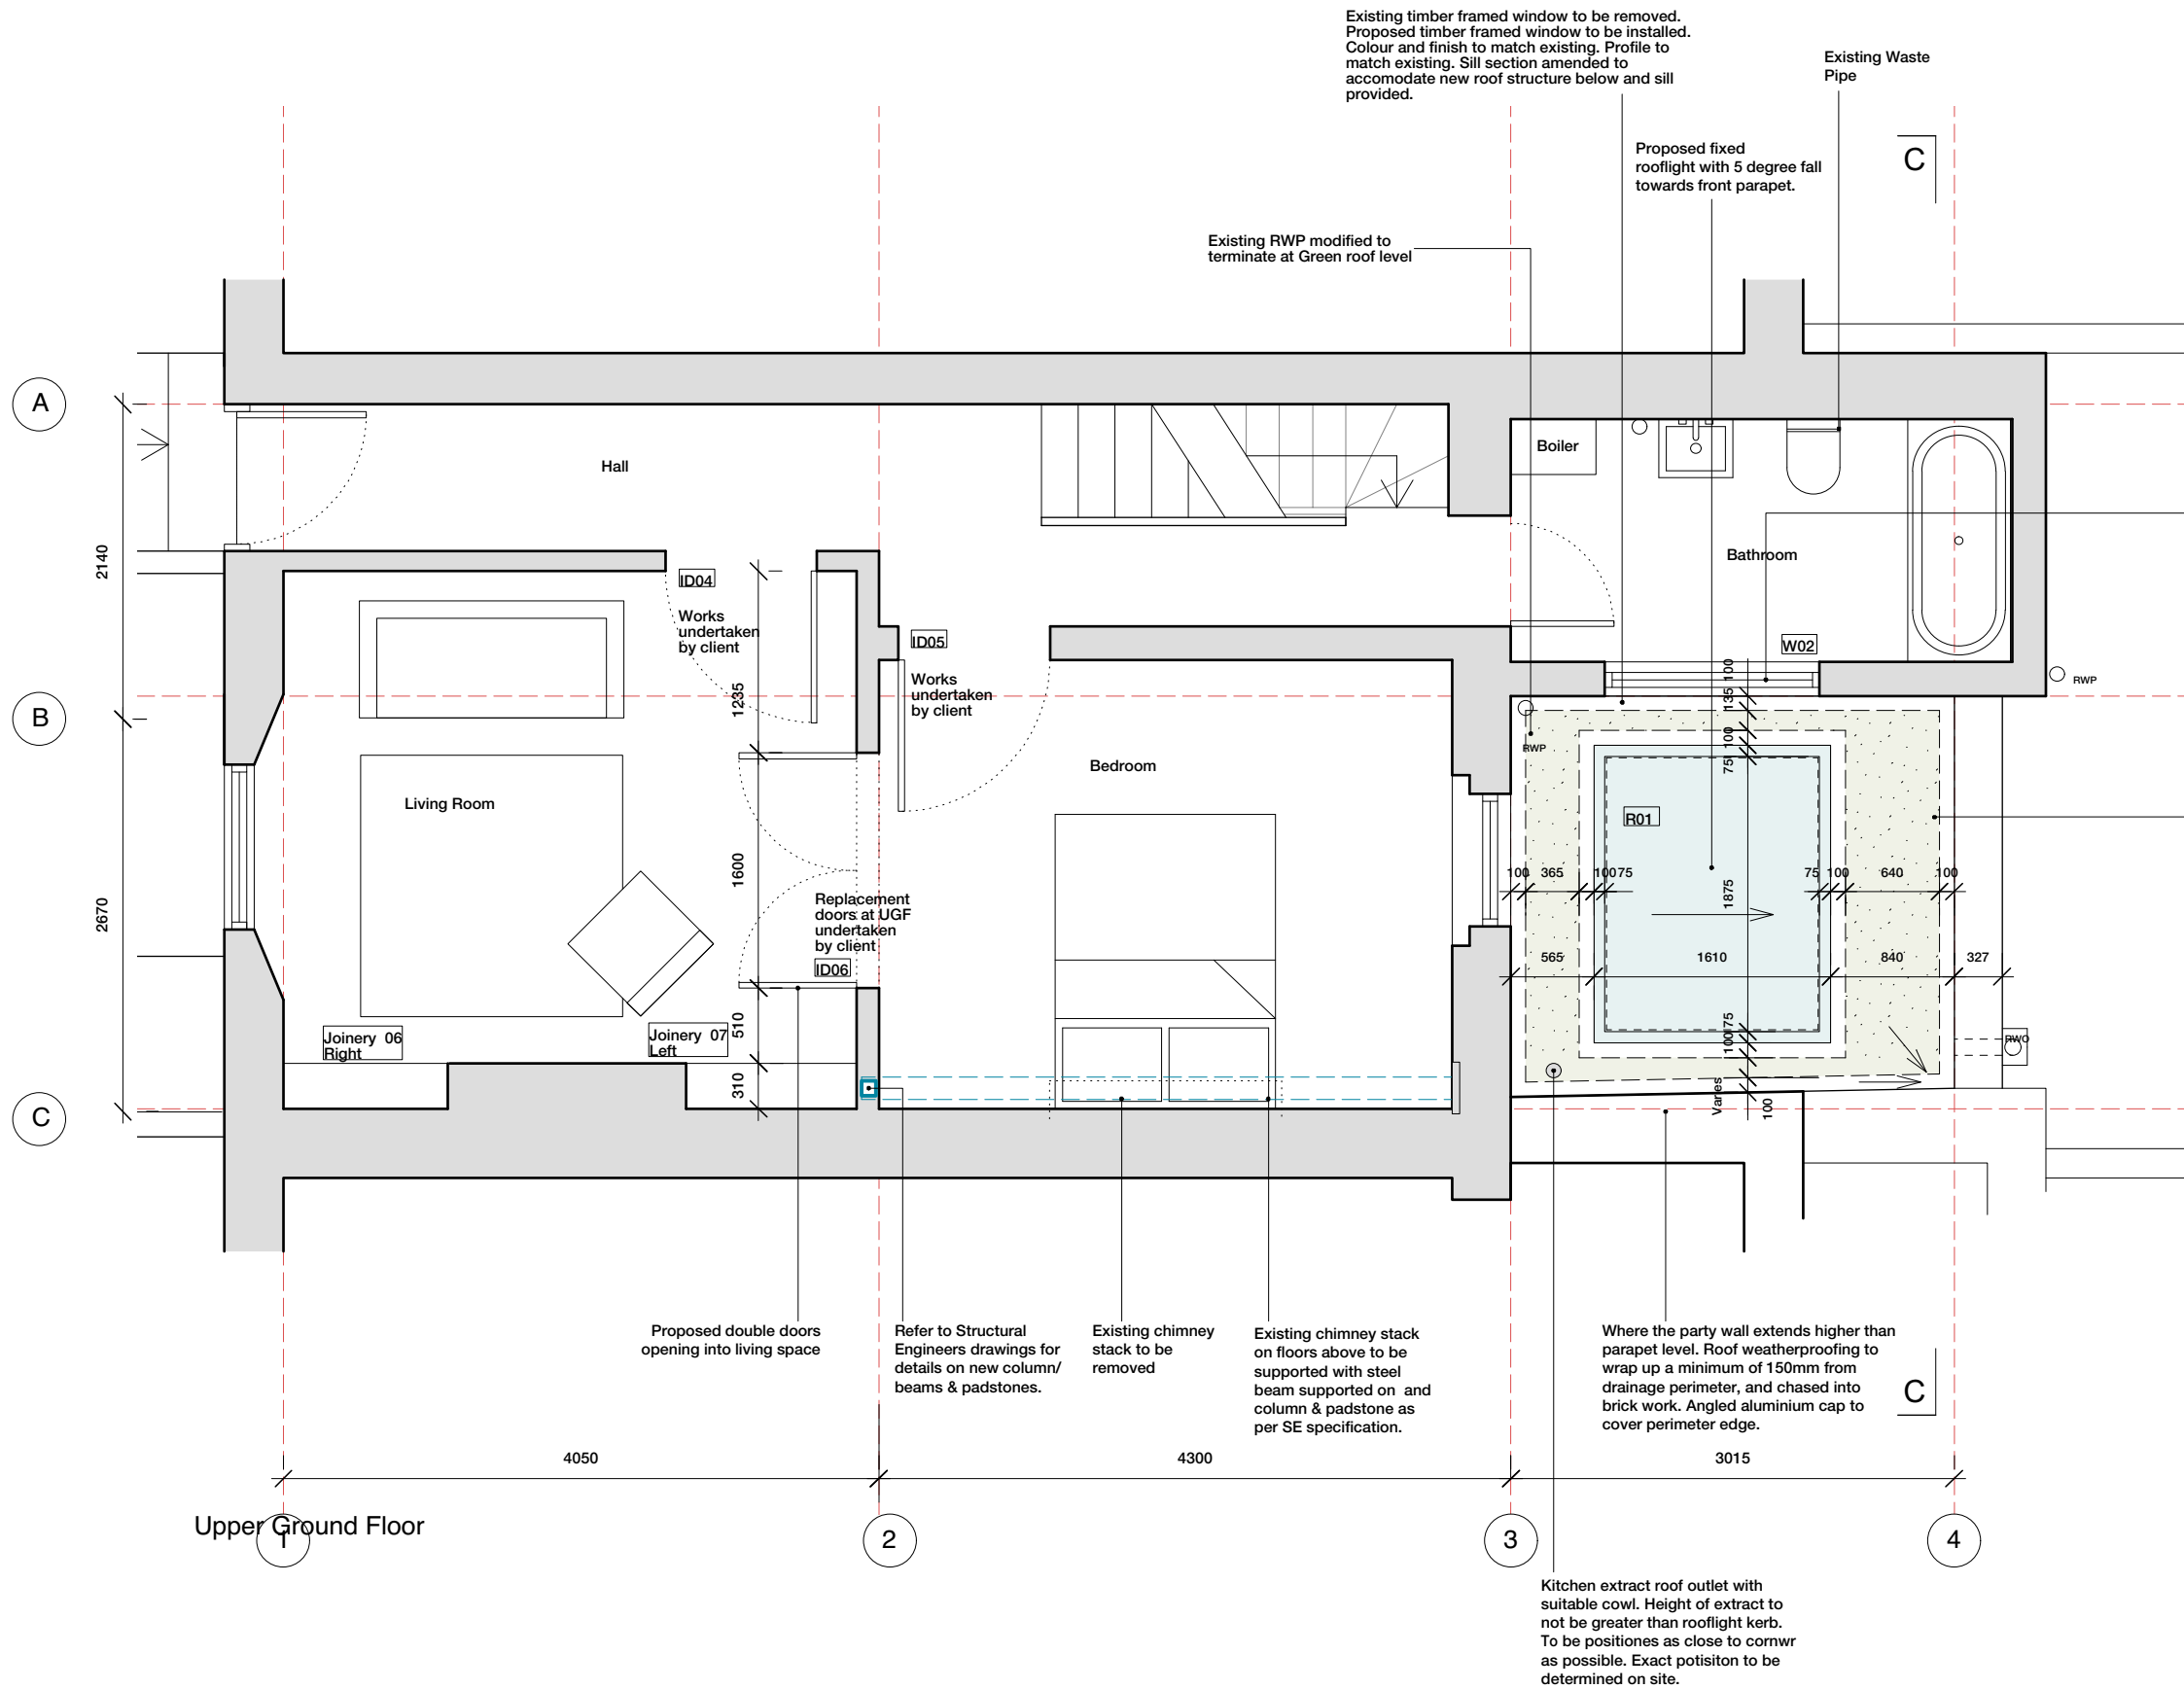 Existing timber framed window to be removed.
Proposed timber framed window to be installed.
Colour and finish to match existing. Profile to
match existing. Sill section amended to
accomodate new roof structure below and sill
provided.
Existing Waste
Pipe
Proposed fixed
rooflight with 5 degree fall
towards front parapet.
C
Existing RWP modified to
terminate at Green roof level
A
Hall
Boiler
2140
Bathroom
ID04
Works
undertaken
by client
ID05
Works
undertaken
by client
W02
RWP
1235
B
100
135
100
75
RWP
Bedroom
Living Room
R01
1600
2670
Replacement
doors at UGF
undertaken
by client
ID06
100
365
100
75
1875
75
100
640
100
565
1610
840
327
Joinery 06
Right
Joinery 07
Left
510
310
75
100
Varies
100
RWO
C
Proposed double doors
opening into living space
Refer to Structural
Engineers drawings for
details on new column/
beams & padstones.
Existing chimney
stack to be
removed
Existing chimney stack
on floors above to be
supported with steel
beam supported on and
column & padstone as
per SE specification.
Where the party wall extends higher than
parapet level. Roof weatherproofing to
wrap up a minimum of 150mm from
drainage perimeter, and chased into
brick work. Angled aluminium cap to
cover perimeter edge.
C
4050
4300
3015
Upper Ground Floor
1
2
3
4
Kitchen extract roof outlet with
suitable cowl. Height of extract to
not be greater than rooflight kerb.
To be positiones as close to cornwr
as possible. Exact potisiton to be
determined on site.